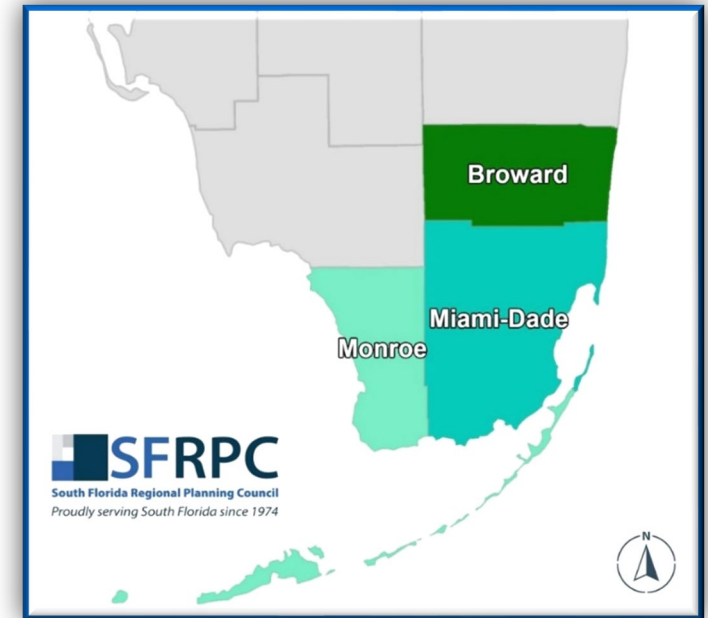 Broward
Miami-Dade
Monroe
SFRPC
South Florida Regional Planning Council
Proudly serving South Florida since 1974
N